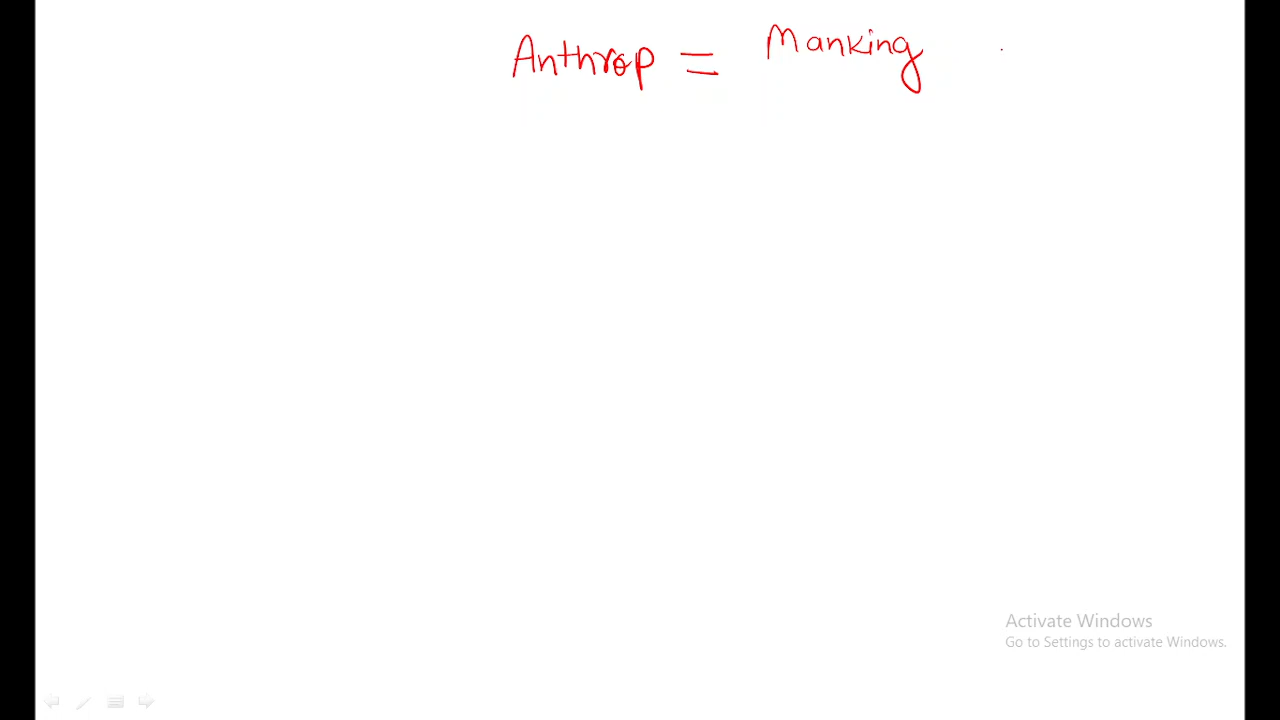 Anthrop = Manking
Activate Windows
Go to Settings to activate Windows.